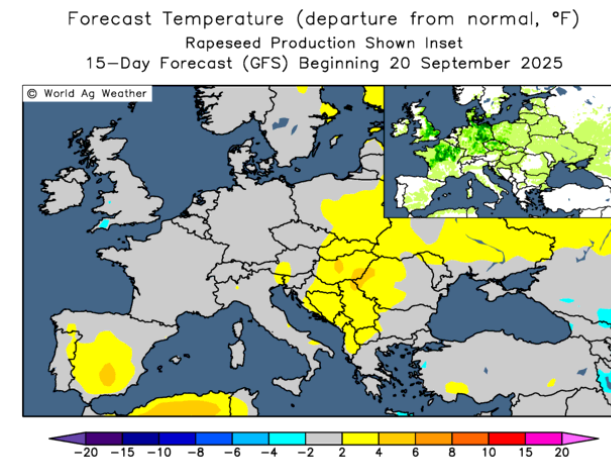 Forecast Temperature (departure from normal, °F)
Rapeseed Production Shown Inset
15-Day Forecast (GFS) Beginning 20 September 2025
© World Ag Weather
-20 -15 -10 -8 -6 -4 -2 2 4 6 8 10 15 20